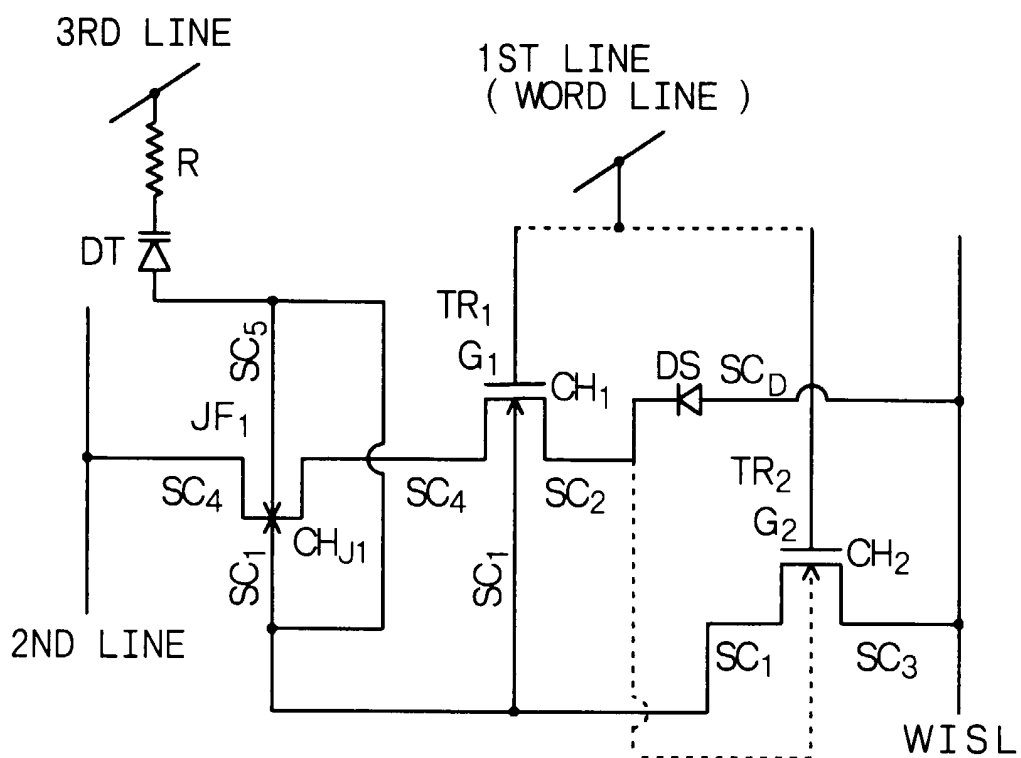 3RD LINE
1ST LINE
( WORD LINE )
R
DT
TR1
SC5
G1
CH1
DS
SCD
JF1
TR2
SC4
SC4
SC2
G2
CH2
CHJ1
SC1
SC1
2ND LINE
SC1
SC3
WISL